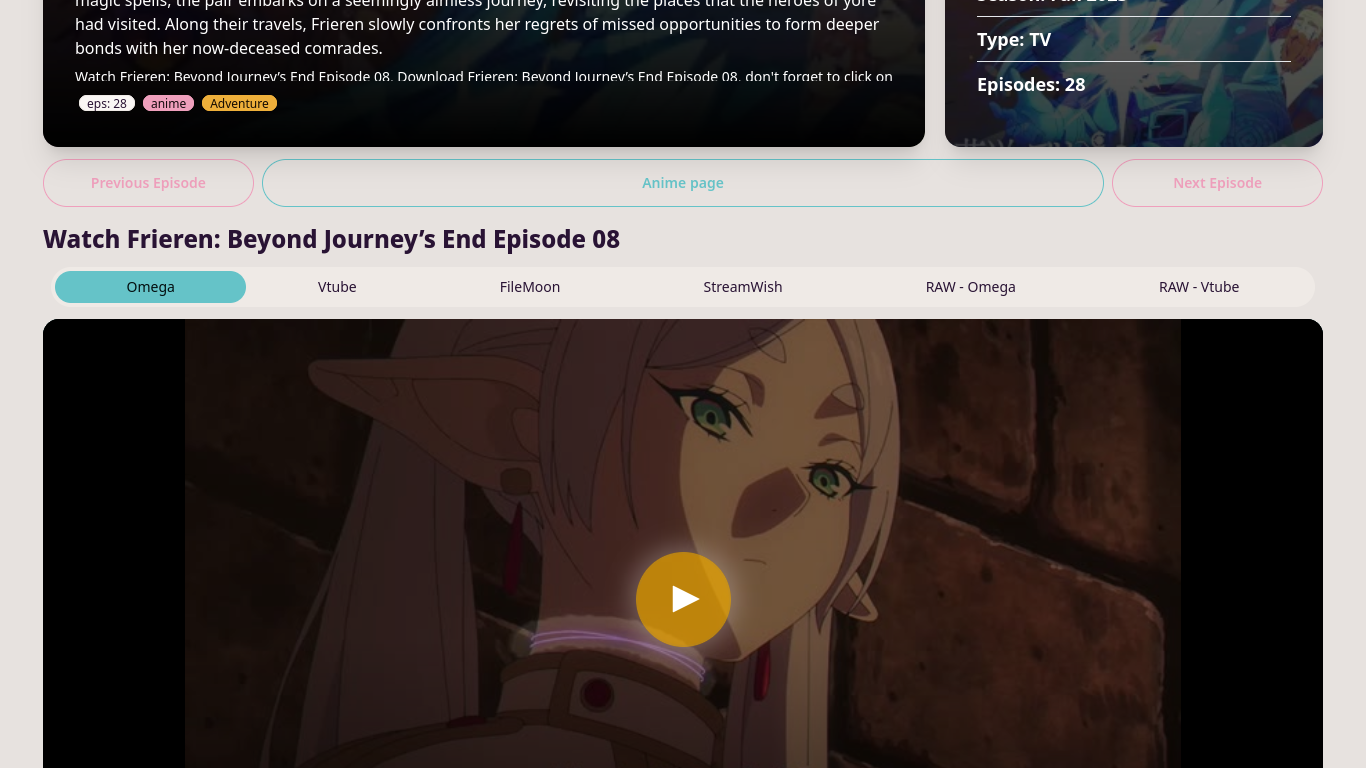 magic spells, the pair embarks on a seemingly aimless journey, revisiting the places that the heroes of yore
had visited. Along their travels, Frieren slowly confronts her regrets of missed opportunities to form deeper
bonds with her now-deceased comrades.
Watch Frieren: Beyond Journey’s End Episode 08, Download Frieren: Beyond Journey’s End Episode 08, don't forget to click on
eps: 28 anime Adventure
Season: Fall 2023
Type: TV
Episodes: 28
Previous Episode
Anime page
Next Episode
Watch Frieren: Beyond Journey’s End Episode 08
Omega Vtube FileMoon StreamWish RAW - Omega RAW - Vtube